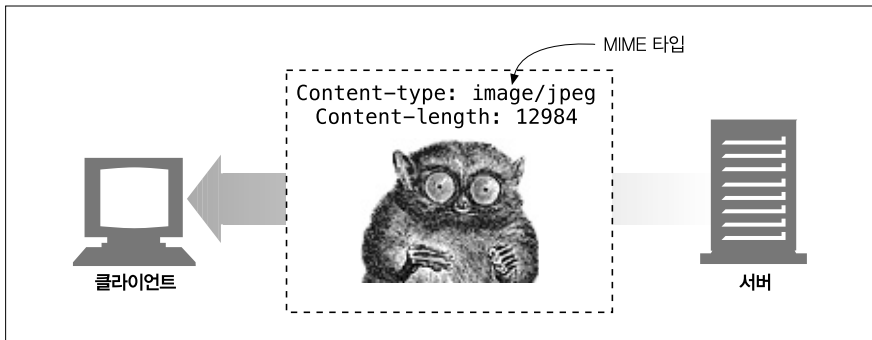 MIME 타입
Content-type: image/jpeg
Content-length: 12984
클라이언트
서버